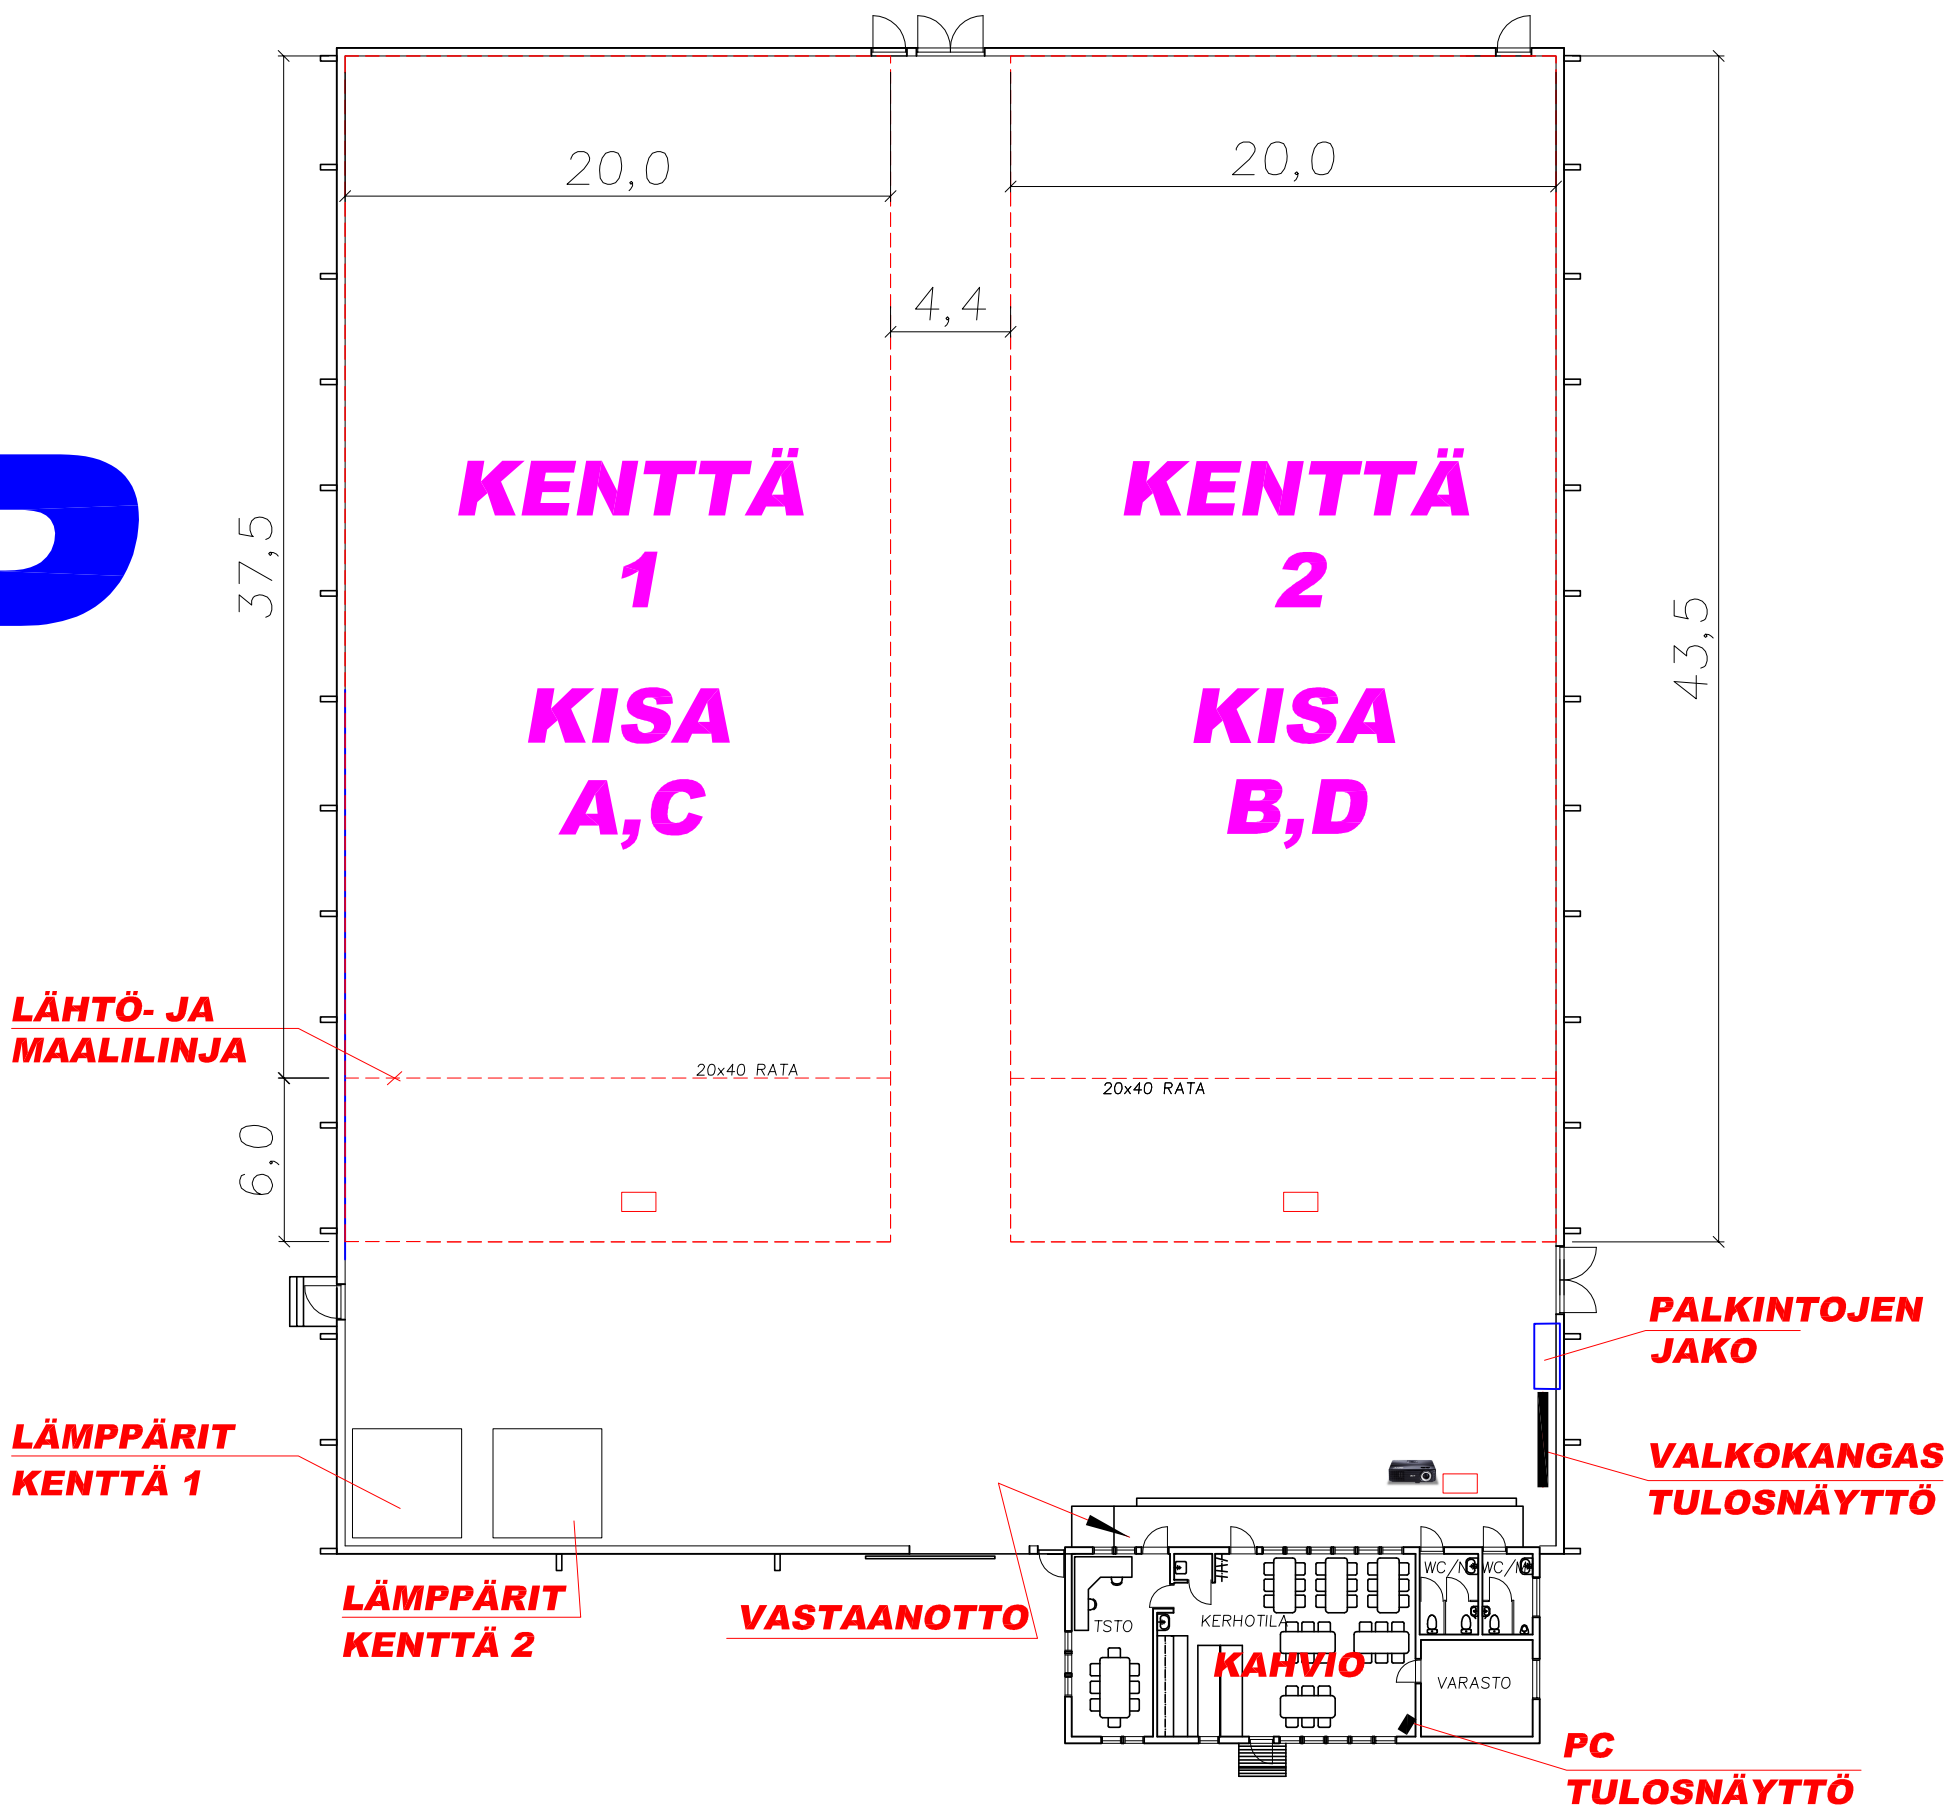 20,0
20,0
4,4
KENTTÄ
1
KISA
A,C
KENTTÄ
2
KISA
B,D
37,5
43,5
LÄHTÖ- JA
MAALILINJA
20x40 RATA
20x40 RATA
6,0
PALKINTOJEN
JAKO
LÄMPPÄRIT
KENTTÄ 1
VALKOKANGAS
TULOSNÄYTTÖ
LÄMPPÄRIT
KENTTÄ 2
VASTAANOTTO
TSTO
KERHOTILA
KAHVIO
WC/N
WC/M
VARASTO
PC
TULOSNÄYTTÖ